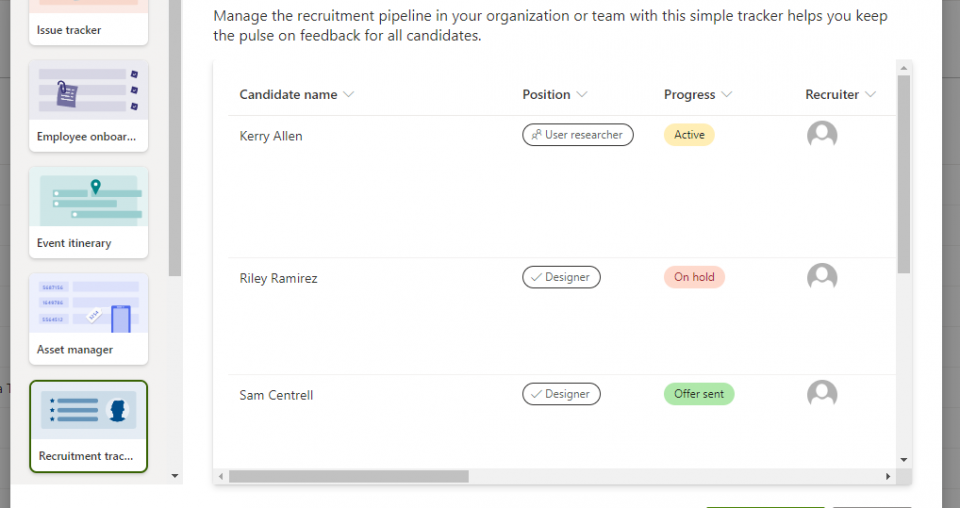 Issue tracker
Employee onboar...
Event itinerary
Asset manager
Recruitment trac...
Manage the recruitment pipeline in your organization or team with this simple tracker helps you keep
the pulse on feedback for all candidates.
Candidate name Position Progress Recruiter
Kerry Allen User researcher Active
Riley Ramirez Designer On hold
Sam Centrell Designer Offer sent